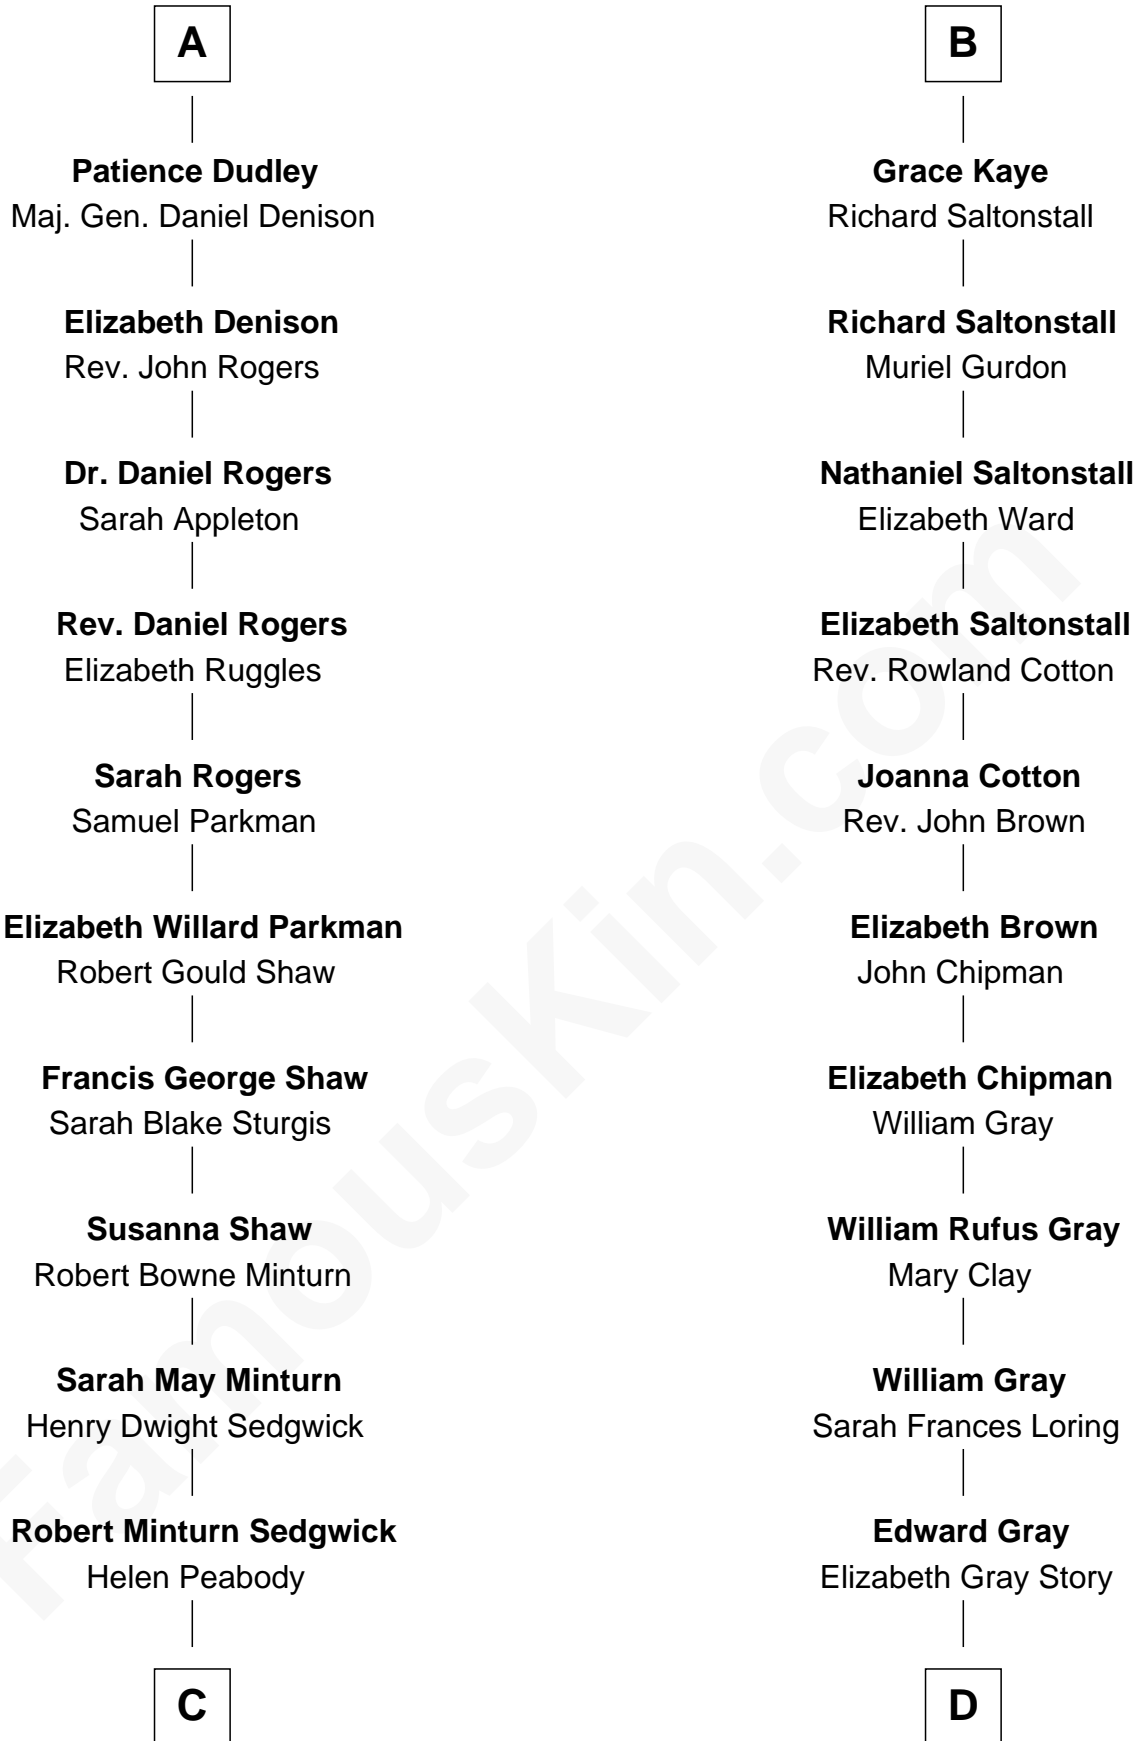 A
Patience Dudley
Maj. Gen. Daniel Denison
Elizabeth Denison
Rev. John Rogers
Dr. Daniel Rogers
Sarah Appleton
Rev. Daniel Rogers
Elizabeth Ruggles
Sarah Rogers
Samuel Parkman
Elizabeth Willard Parkman
Robert Gould Shaw
Francis George Shaw
Sarah Blake Sturgis
Susanna Shaw
Robert Bowne Minturn
Sarah May Minturn
Henry Dwight Sedgwick
Robert Minturn Sedgwick
Helen Peabody
C
B
Grace Kaye
Richard Saltonstall
Richard Saltonstall
Muriel Gurdon
Nathaniel Saltonstall
Elizabeth Ward
Elizabeth Saltonstall
Rev. Rowland Cotton
Joanna Cotton
Rev. John Brown
Elizabeth Brown
John Chipman
Elizabeth Chipman
William Gray
William Rufus Gray
Mary Clay
William Gray
Sarah Frances Loring
Edward Gray
Elizabeth Gray Story
D
FamousKin.com